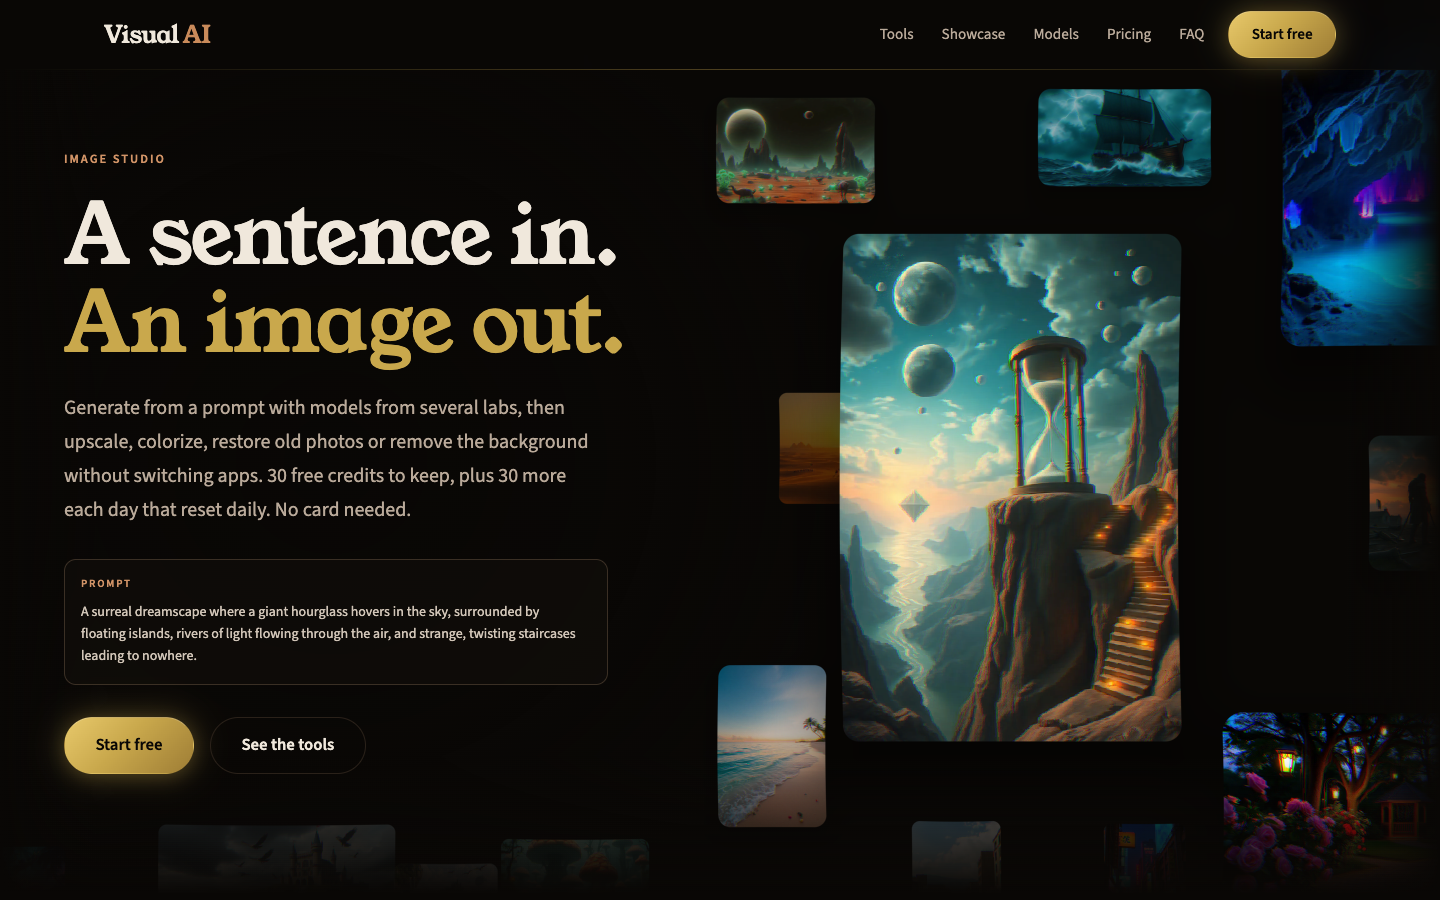 Visual AI
Tools
Showcase
Models
Pricing
FAQ
Start free
IMAGE STUDIO
A sentence in.
An image out.
Generate from a prompt with models from several labs, then
upscale, colorize, restore old photos or remove the background
without switching apps. 30 free credits to keep, plus 30 more
each day that reset daily. No card needed.
PROMPT
A surreal dreamscape where a giant hourglass hovers in the sky, surrounded by
floating islands, rivers of light flowing through the air, and strange, twisting staircases
leading to nowhere.
Start free
See the tools